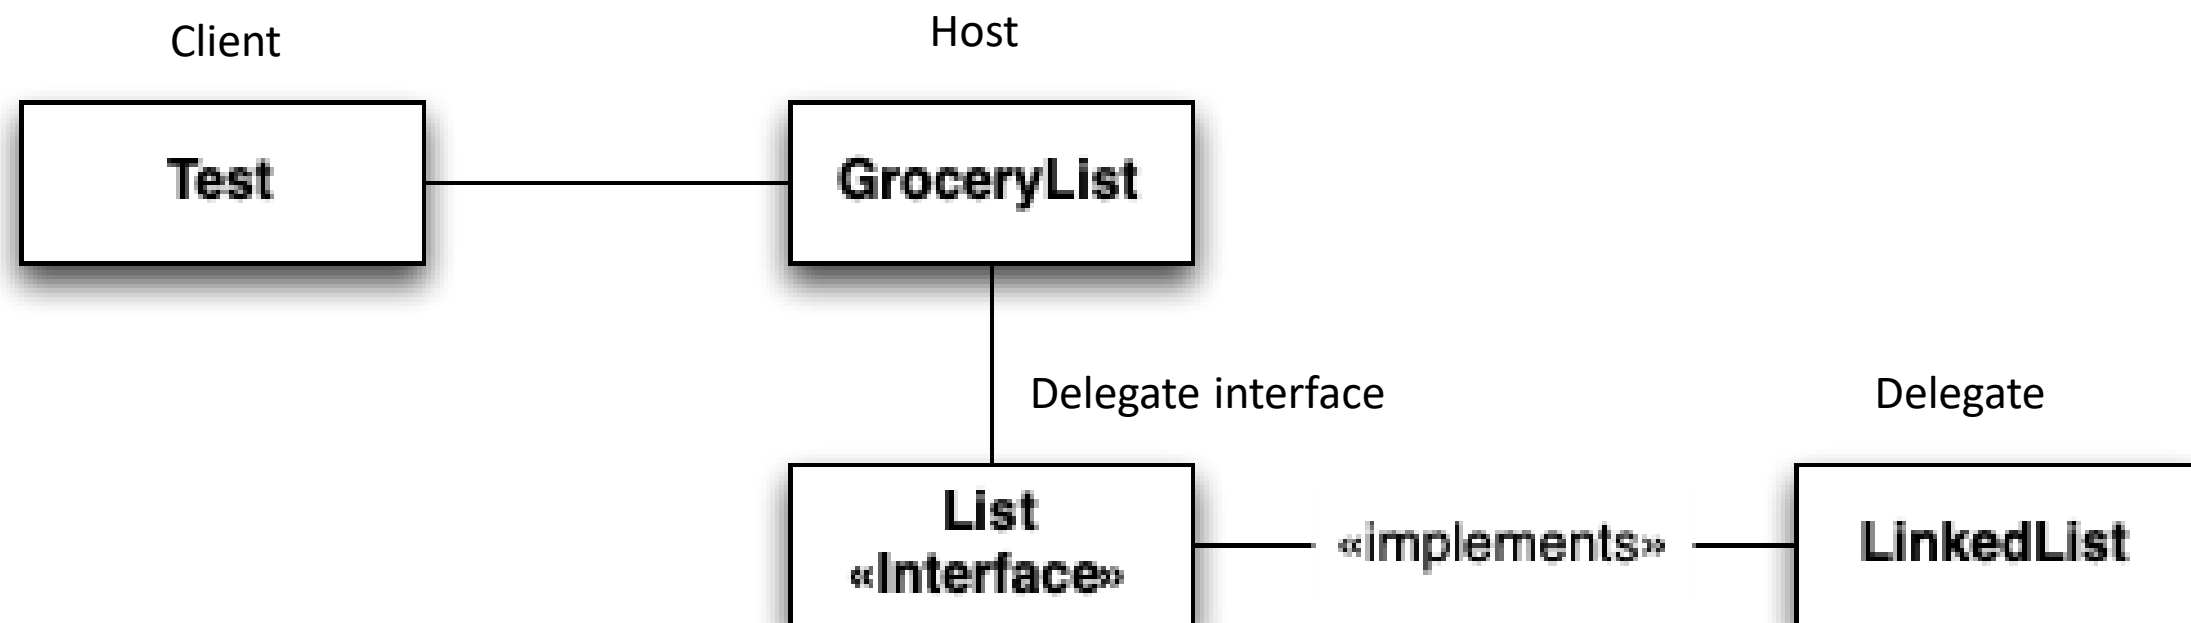 Client
Host
Test
GroceryList
Delegate interface
Delegate
List
«Interface»
«implements»
LinkedList